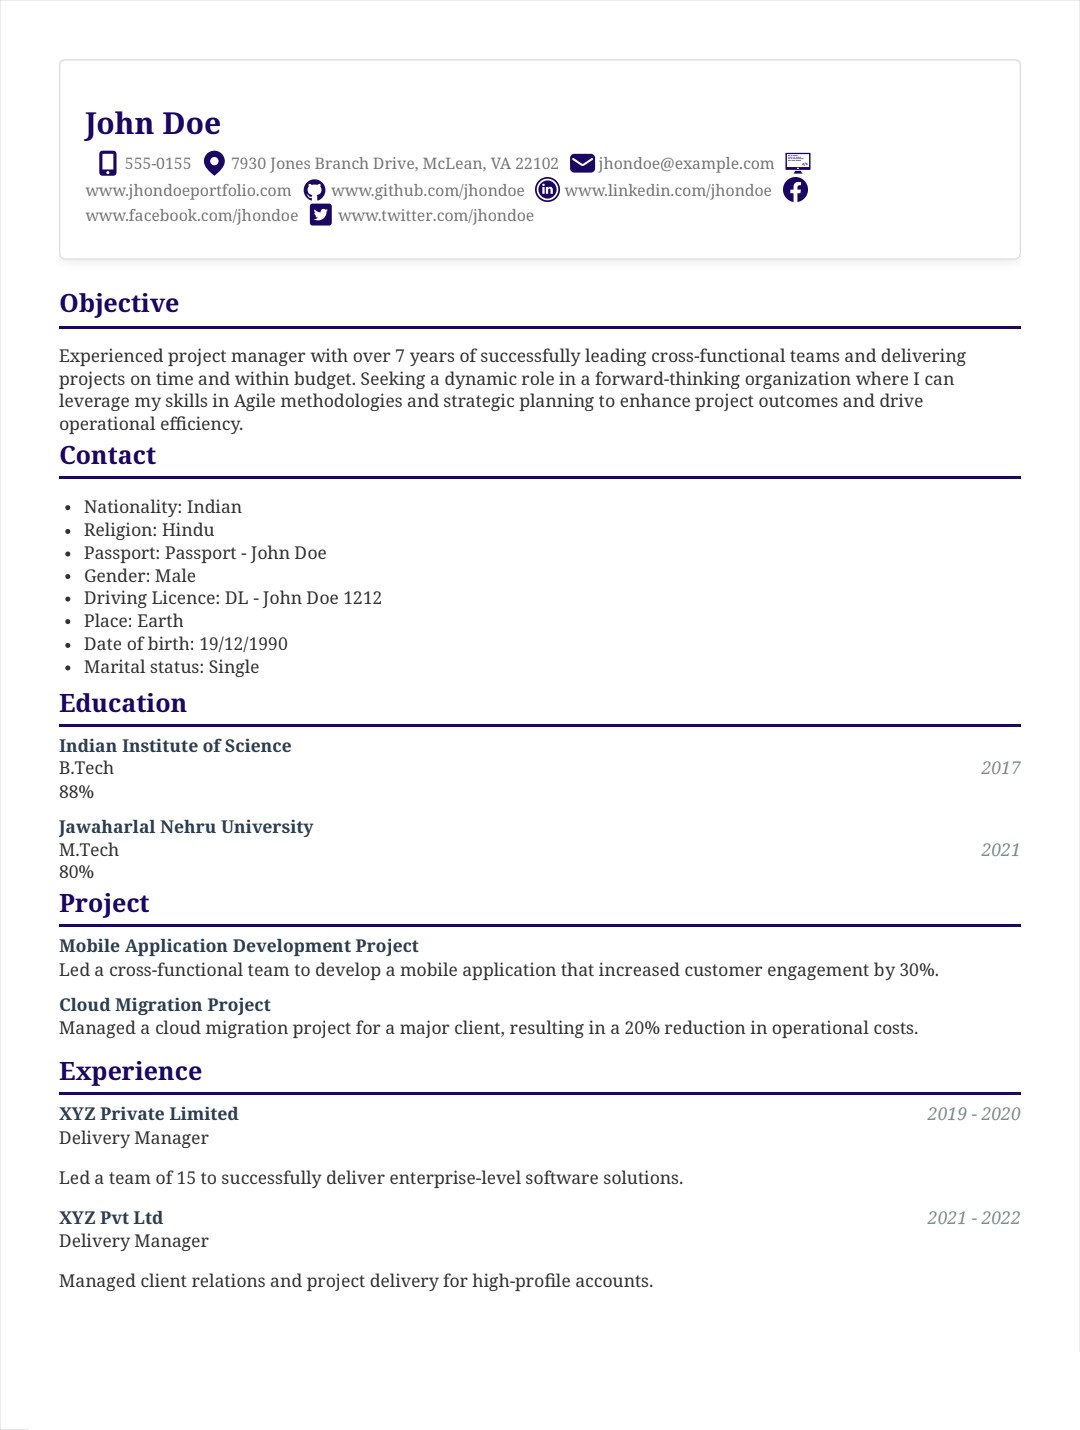 John Doe
555-0155 7930 Jones Branch Drive, McLean, VA 22102 jhondoe@example.com
www.jhondoeportfolio.com www.github.com/jhondoe www.linkedin.com/jhondoe
www.facebook.com/jhondoe www.twitter.com/jhondoe
Objective
Experienced project manager with over 7 years of successfully leading cross-functional teams and delivering
projects on time and within budget. Seeking a dynamic role in a forward-thinking organization where I can
leverage my skills in Agile methodologies and strategic planning to enhance project outcomes and drive
operational efficiency.
Contact
• Nationality: Indian
• Religion: Hindu
• Passport: Passport - John Doe
• Gender: Male
• Driving Licence: DL - John Doe 1212
• Place: Earth
• Date of birth: 19/12/1990
• Marital status: Single
Education
Indian Institute of Science
B.Tech 2017
88%
Jawaharlal Nehru University
M.Tech 2021
80%
Project
Mobile Application Development Project
Led a cross-functional team to develop a mobile application that increased customer engagement by 30%.
Cloud Migration Project
Managed a cloud migration project for a major client, resulting in a 20% reduction in operational costs.
Experience
XYZ Private Limited 2019 - 2020
Delivery Manager
Led a team of 15 to successfully deliver enterprise-level software solutions.
XYZ Pvt Ltd 2021 - 2022
Delivery Manager
Managed client relations and project delivery for high-profile accounts.